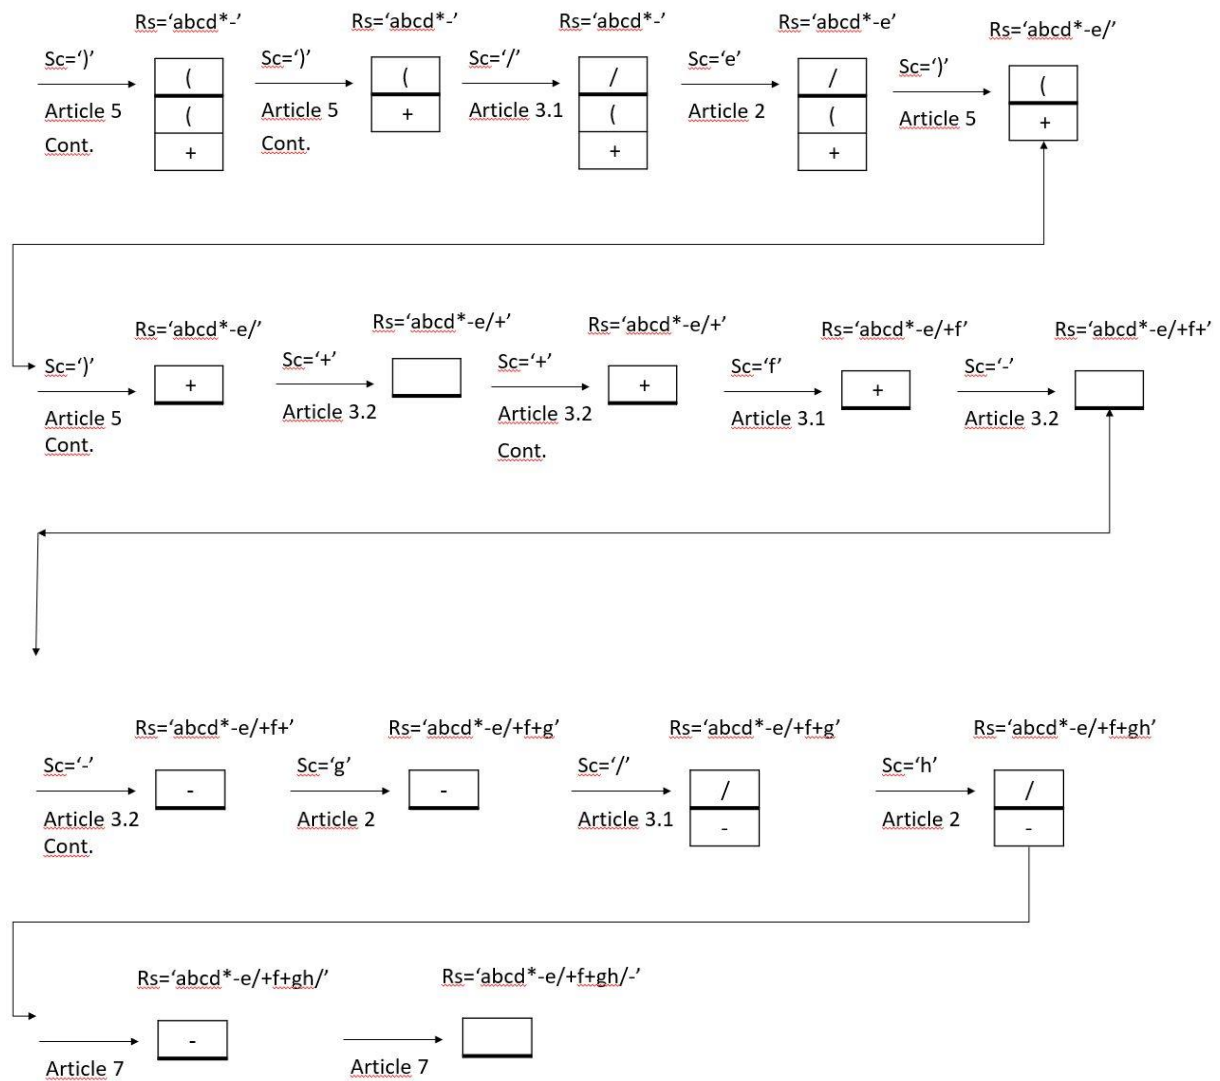 Rs=‘abcd*-’ Rs=‘abcd*-’ Rs=‘abcd*-’ Rs=‘abcd*-e’ Rs=‘abcd*-e/’
Sc=‘)’ Sc=‘)’ Sc=‘/’ Sc=‘e’ Sc=‘)’
( ( / / (
Article 5 Article 5 Article 3.1 Article 2 Article 5
( + ( ( +
Cont. Cont.
+ + +
Rs=‘abcd*-e/’ Rs=‘abcd*-e/+’ Rs=‘abcd*-e/+’ Rs=‘abcd*-e/+f’ Rs=‘abcd*-e/+f+’
Sc=‘)’ Sc=‘+’ Sc=‘+’ Sc=‘f’ Sc=‘-’
+ + +
Article 5 Article 3.2 Article 3.2 Article 3.1 Article 3.2
Cont. Cont.
Rs=‘abcd*-e/+f+’ Rs=‘abcd*-e/+f+g’ Rs=‘abcd*-e/+f+g’ Rs=‘abcd*-e/+f+gh’
Sc=‘-’ Sc=‘g’ Sc=‘/’ Sc=‘h’
- - / /
Article 3.2 Article 2 Article 3.1 Article 2
- -
Cont.
Rs=‘abcd*-e/+f+gh/’ Rs=‘abcd*-e/+f+gh/-’
-
Article 7 Article 7